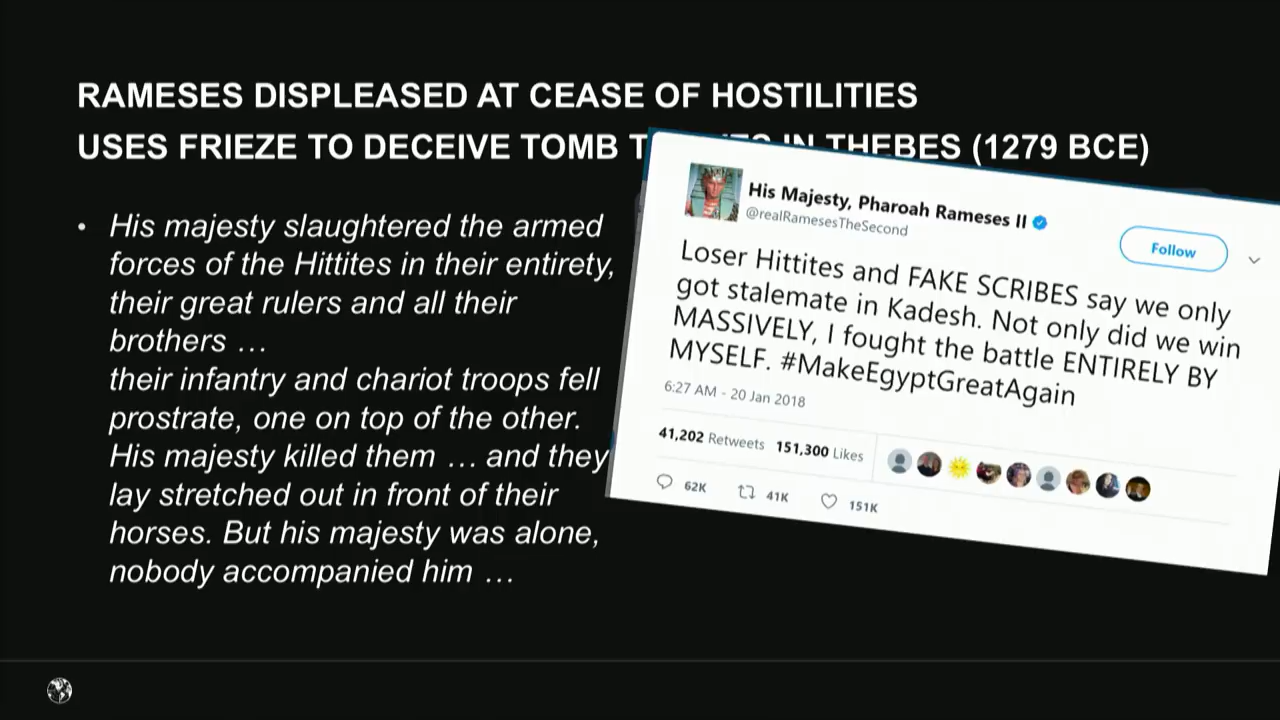 RAMESES DISPLEASED AT CEASE OF HOSTILITIES
USES FRIEZE TO DECEIVE TOMB T IN THEBES (1279 BCE)
• His majesty slaughtered the armed
forces of the Hittites in their entirety,
their great rulers and all their
brothers …
their infantry and chariot troops fell
prostrate, one on top of the other.
His majesty killed them … and they
lay stretched out in front of their
horses. But his majesty was alone,
nobody accompanied him …
His Majesty, Pharoah Rameses II
@realRamesesTheSecond
Follow
Loser Hittites and FAKE SCRIBES say we only
got stalemate in Kadesh. Not only did we win
MASSIVELY, I fought the battle ENTIRELY BY
MYSELF. #MakeEgyptGreatAgain
6:27 AM - 20 Jan 2018
41,202 Retweets 151,300 Likes
62K 41K 151K